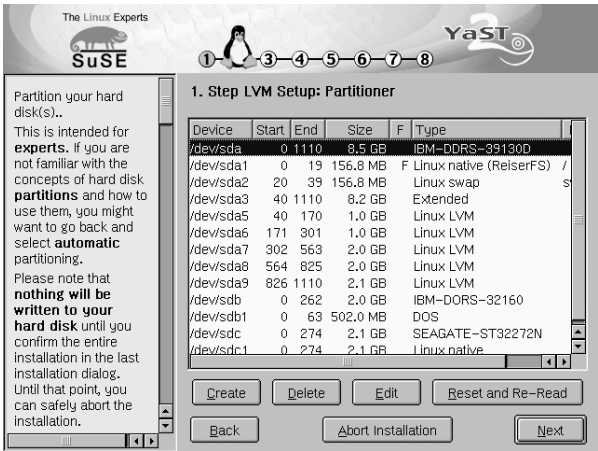 The Linux Experts
SuSE
1 3 4 5 6 7 8
YaST
2
Partition your hard
disk(s)..
This is intended for
experts. If you are
not familiar with the
concepts of hard disk
partitions and how to
use them, you might
want to go back and
select automatic
partitioning.
Please note that
nothing will be
written to your
hard disk until you
confirm the entire
installation in the last
installation dialog.
Until that point, you
can safely abort the
installation.
1. Step LVM Setup: Partitioner
Device Start End Size F Type
/dev/sda 0 1110 8.5 GB IBM-DDRS-39130D
/dev/sda1 0 19 156.8 MB F Linux native (ReiserFS) /
/dev/sda2 20 39 156.8 MB Linux swap
/dev/sda3 40 1110 8.2 GB Extended
/dev/sda5 40 170 1.0 GB Linux LVM
/dev/sda6 171 301 1.0 GB Linux LVM
/dev/sda7 302 563 2.0 GB Linux LVM
/dev/sda8 564 825 2.0 GB Linux LVM
/dev/sda9 826 1110 2.1 GB Linux LVM
/dev/sdb 0 262 2.0 GB IBM-DORS-32160
/dev/sdb1 0 63 502.0 MB DOS
/dev/sdc 0 274 2.1 GB SEAGATE-ST32272N
/dev/sdc1 0 274 2.1 GB Linux native
Create Delete Edit Reset and Re-Read
Back Abort Installation Next